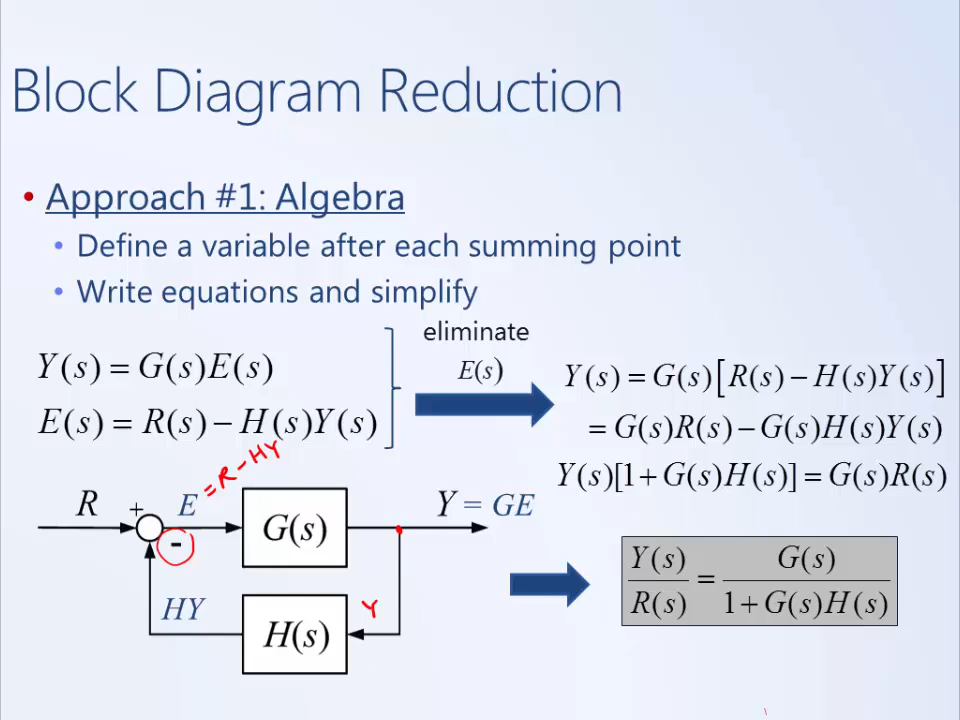 Block Diagram Reduction
• Approach #1: Algebra
• Define a variable after each summing point
• Write equations and simplify
Y(s) = G(s)E(s)
E(s) = R(s) − H(s)Y(s)
eliminate
E(s)
Y(s) = G(s)[R(s) − H(s)Y(s)]
= G(s)R(s) − G(s)H(s)Y(s)
Y(s)[1 + G(s)H(s)] = G(s)R(s)
= R − HY
R + E G(s) Y = GE
-
HY H(s) Y
Y(s)/R(s) = G(s)/1 + G(s)H(s)